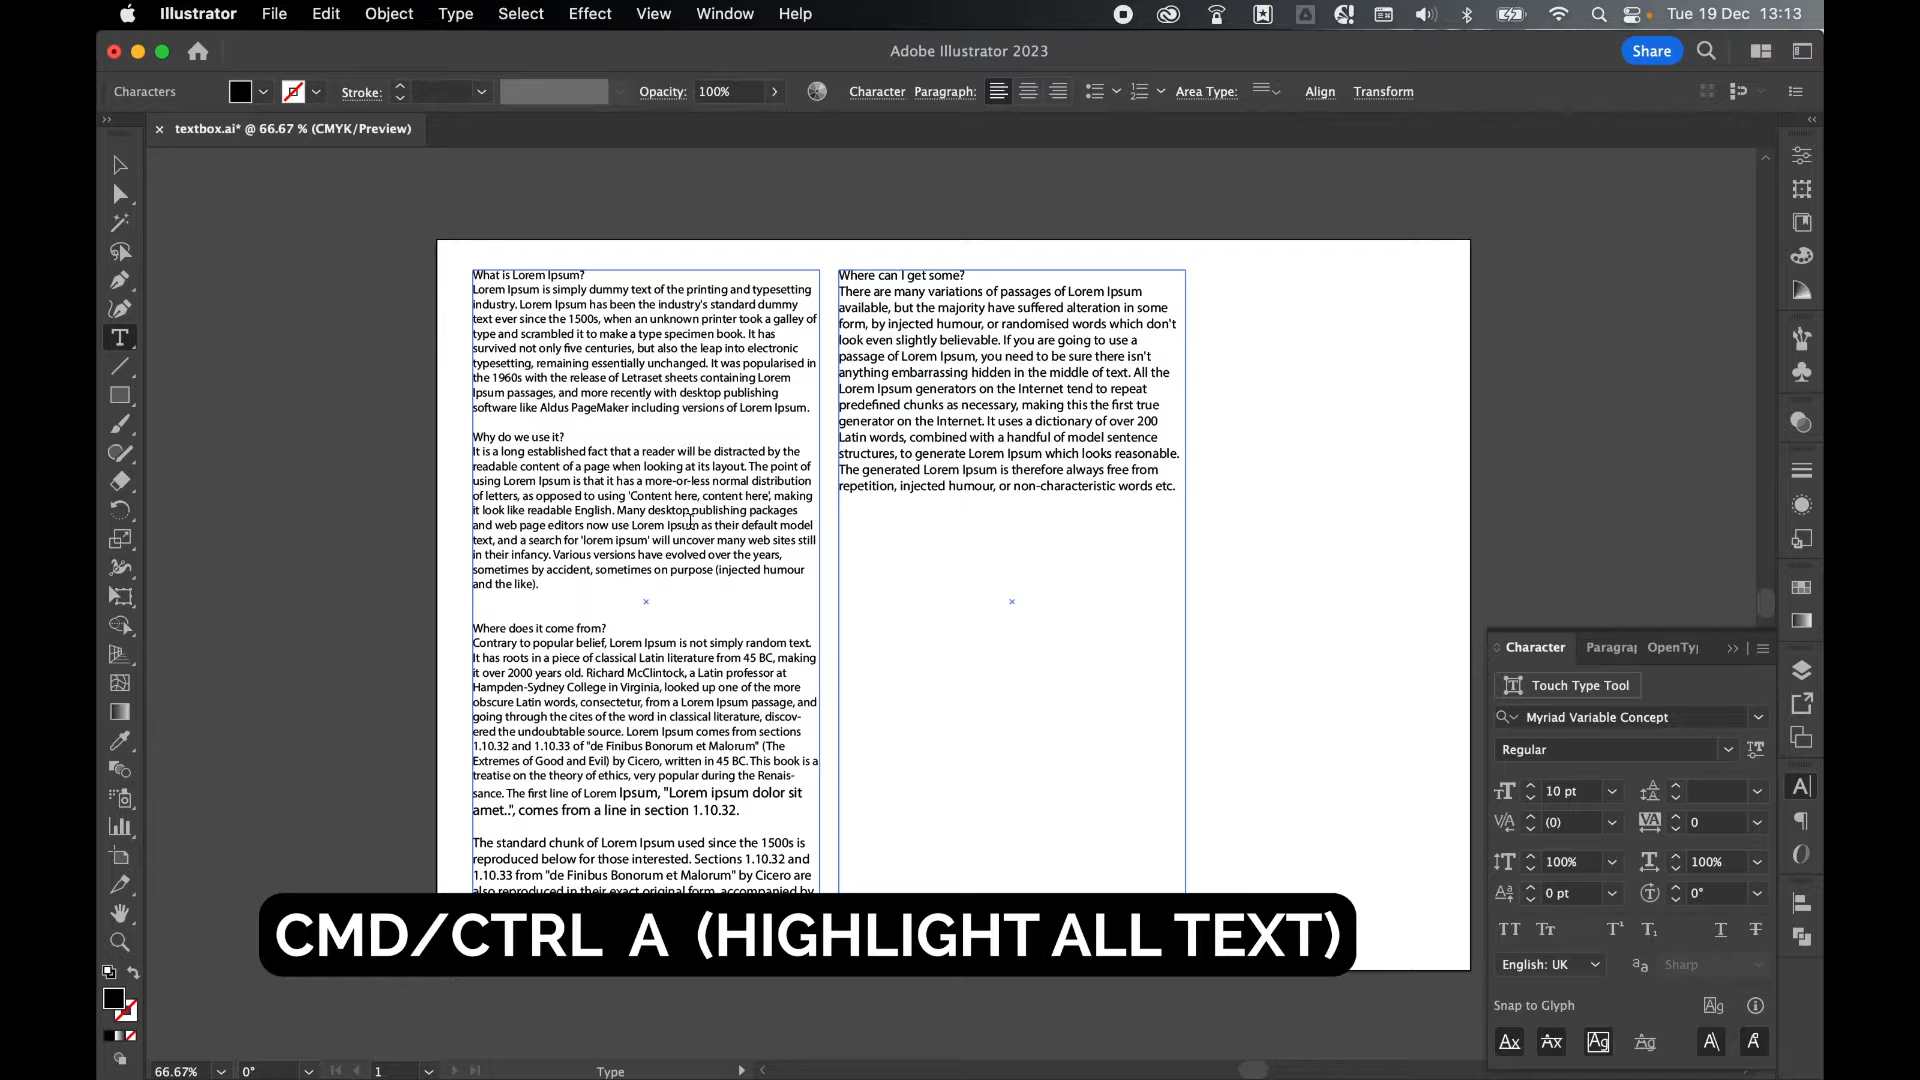 Illustrator File Edit Object Type Select Effect View Window Help Tue 19 Dec 13:13
Adobe Illustrator 2023 Share
Characters Stroke: Opacity: 100% Character Paragraph: Area Type: Align Transform
textbox.ai* @ 66.67 % (CMYK/Preview)
What is Lorem Ipsum?
Lorem Ipsum is simply dummy text of the printing and typesetting
industry. Lorem Ipsum has been the industry's standard dummy
text ever since the 1500s, when an unknown printer took a galley of
type and scrambled it to make a type specimen book. It has
survived not only five centuries, but also the leap into electronic
typesetting, remaining essentially unchanged. It was popularised in
the 1960s with the release of Letraset sheets containing Lorem
Ipsum passages, and more recently with desktop publishing
software like Aldus PageMaker including versions of Lorem Ipsum.
Why do we use it?
It is a long established fact that a reader will be distracted by the
readable content of a page when looking at its layout. The point of
using Lorem Ipsum is that it has a more-or-less normal distribution
of letters, as opposed to using 'Content here, content here', making
it look like readable English. Many desktop publishing packages
and web page editors now use Lorem Ipsum as their default model
text, and a search for 'lorem ipsum' will uncover many web sites still
in their infancy. Various versions have evolved over the years,
sometimes by accident, sometimes on purpose (injected humour
and the like).
Where does it come from?
Contrary to popular belief, Lorem Ipsum is not simply random text.
It has roots in a piece of classical Latin literature from 45 BC, making
it over 2000 years old. Richard McClintock, a Latin professor at
Hampden-Sydney College in Virginia, looked up one of the more
obscure Latin words, consectetur, from a Lorem Ipsum passage, and
going through the cites of the word in classical literature, discov-
ered the undoubtable source. Lorem Ipsum comes from sections
1.10.32 and 1.10.33 of "de Finibus Bonorum et Malorum" (The
Extremes of Good and Evil) by Cicero, written in 45 BC. This book is a
treatise on the theory of ethics, very popular during the Renais-
sance. The first line of Lorem Ipsum, "Lorem ipsum dolor sit
amet..", comes from a line in section 1.10.32.
The standard chunk of Lorem Ipsum used since the 1500s is
reproduced below for those interested. Sections 1.10.32 and
1.10.33 from "de Finibus Bonorum et Malorum" by Cicero are
also reproduced in their exact original form, accompanied by
Where can I get some?
There are many variations of passages of Lorem Ipsum
available, but the majority have suffered alteration in some
form, by injected humour, or randomised words which don't
look even slightly believable. If you are going to use a
passage of Lorem Ipsum, you need to be sure there isn't
anything embarrassing hidden in the middle of text. All the
Lorem Ipsum generators on the Internet tend to repeat
predefined chunks as necessary, making this the first true
generator on the Internet. It uses a dictionary of over 200
Latin words, combined with a handful of model sentence
structures, to generate Lorem Ipsum which looks reasonable.
The generated Lorem Ipsum is therefore always free from
repetition, injected humour, or non-characteristic words etc.
CMD/CTRL A (HIGHLIGHT ALL TEXT)
Character Paragra OpenTy
Touch Type Tool
Myriad Variable Concept
Regular
10 pt
(0) 0
100% 100%
0 pt 0°
English: UK Sharp
Snap to Glyph
66.67% 0° 1 Type